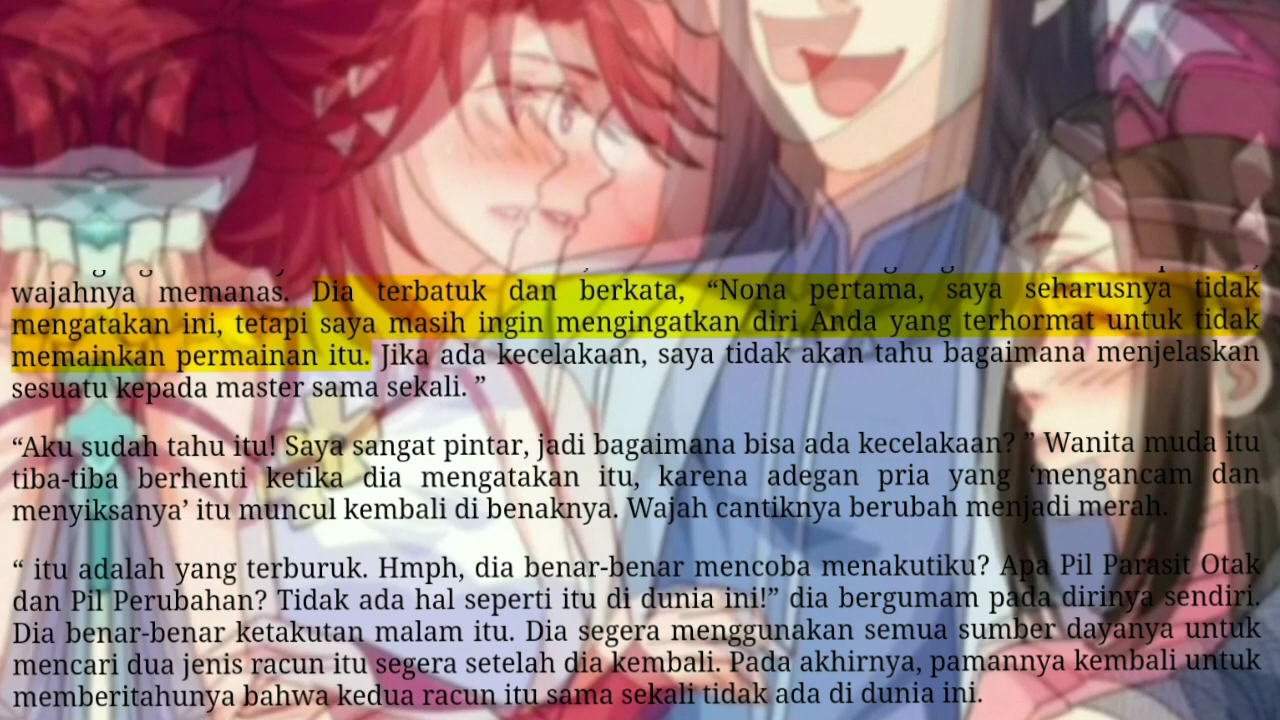 wajahnya memanas. Dia terbatuk dan berkata, “Nona pertama, saya seharusnya tidak
mengatakan ini, tetapi saya masih ingin mengingatkan diri Anda yang terhormat untuk tidak
memainkan permainan itu. Jika ada kecelakaan, saya tidak akan tahu bagaimana menjelaskan
sesuatu kepada master sama sekali. ”
“Aku sudah tahu itu! Saya sangat pintar, jadi bagaimana bisa ada kecelakaan? ” Wanita muda itu
tiba-tiba berhenti ketika dia mengatakan itu, karena adegan pria yang ‘mengancam dan
menyiksanya’ itu muncul kembali di benaknya. Wajah cantiknya berubah menjadi merah.
“ itu adalah yang terburuk. Hmph, dia benar-benar mencoba menakutiku? Apa Pil Parasit Otak
dan Pil Perubahan? Tidak ada hal seperti itu di dunia ini!” dia bergumam pada dirinya sendiri.
Dia benar-benar ketakutan malam itu. Dia segera menggunakan semua sumber dayanya untuk
mencari dua jenis racun itu segera setelah dia kembali. Pada akhirnya, pamannya kembali untuk
memberitahunya bahwa kedua racun itu sama sekali tidak ada di dunia ini.